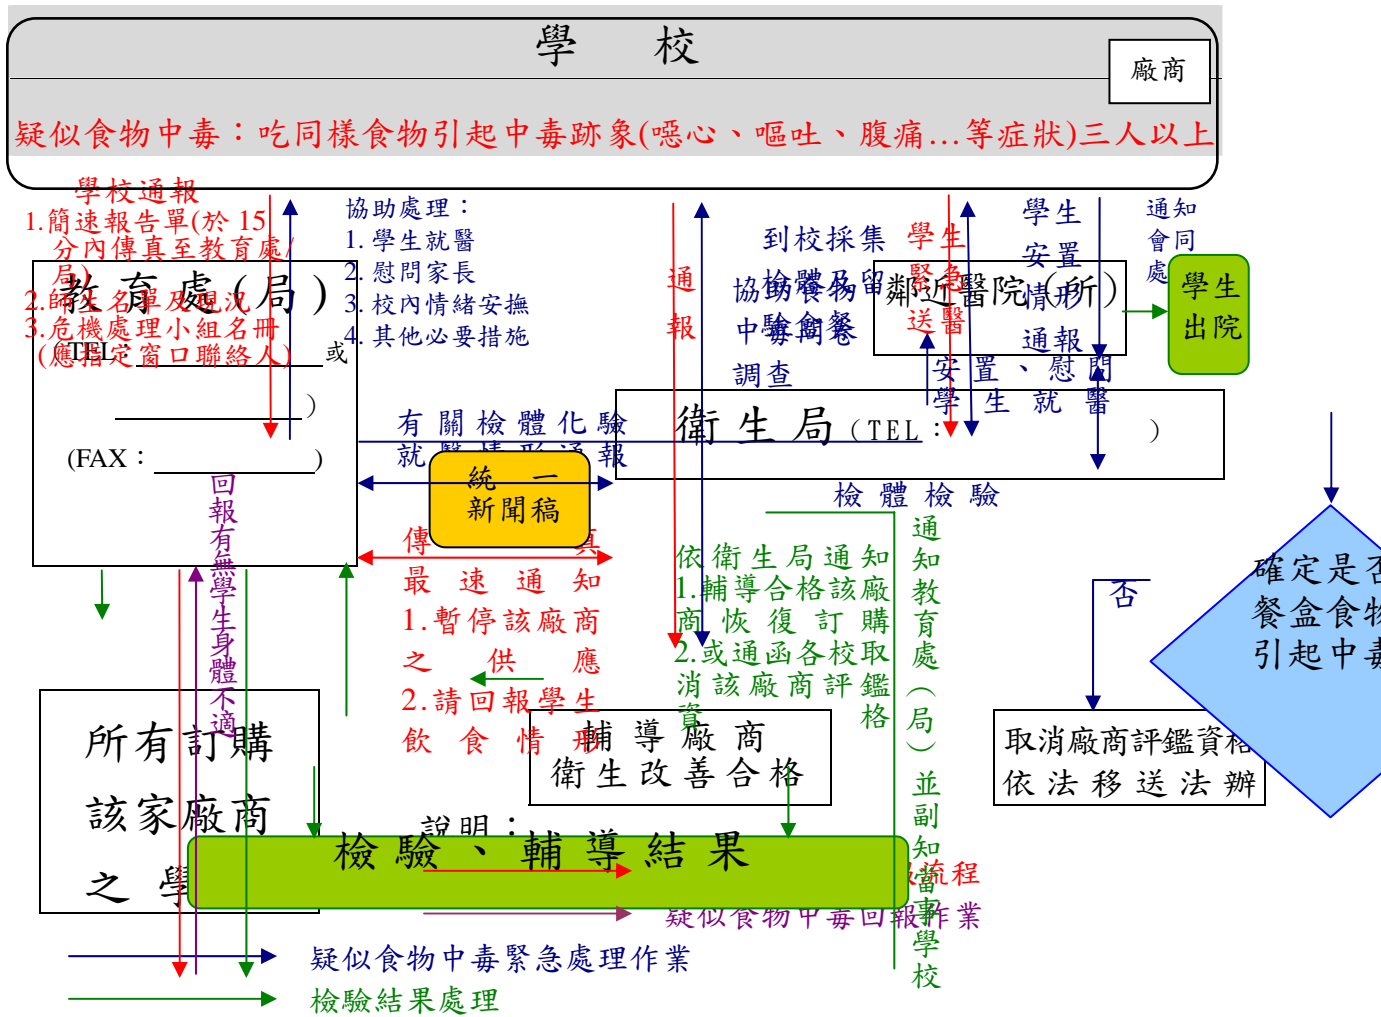 學 校
廠商
疑似食物中毒：吃同樣食物引起中毒跡象(噁心、嘔吐、腹痛…等症狀)三人以上
學校通報
1.簡速報告單(於 15
分內傳真至教育處/
局)
2.師生名單及現況
3.危機處理小組名冊
(應指定窗口聯絡人)
教育處(局)
(TEL：
或
)
(FAX：
)
協助處理：
1. 學生就醫
2. 慰問家長
3. 校內情緒安撫
4. 其他必要措施
通
報
到校採集
檢體及留
驗食餐
協助食物
中毒問卷
調查
學生
緊急
送醫
鄰近醫院(所)
學生
安置
情形
通報
通知
會同
處
學生
出院
安置、慰問
學生就醫
有關檢體化驗
就醫情形通報
衛生局(TEL：
)
統一
新聞稿
檢體檢驗
回報有無學生身體不適
傳 真
最速通知
1.暫停該廠商
之供應
2.請回報學生
飲食情形
依衛生局通知
1.輔導合格該廠
商恢復訂購
2.或通函各校取
消該廠商評鑑
資格
通知教育處(局)並副知當事學校
否
確定是否
餐盒食物
引起中毒
所有訂購
該家廠商
之學
輔導廠商
衛生改善合格
取消廠商評鑑資格
依法移送法辦
說明：
檢驗、輔導結果
流程
疑似食物中毒回報作業
疑似食物中毒緊急處理作業
檢驗結果處理